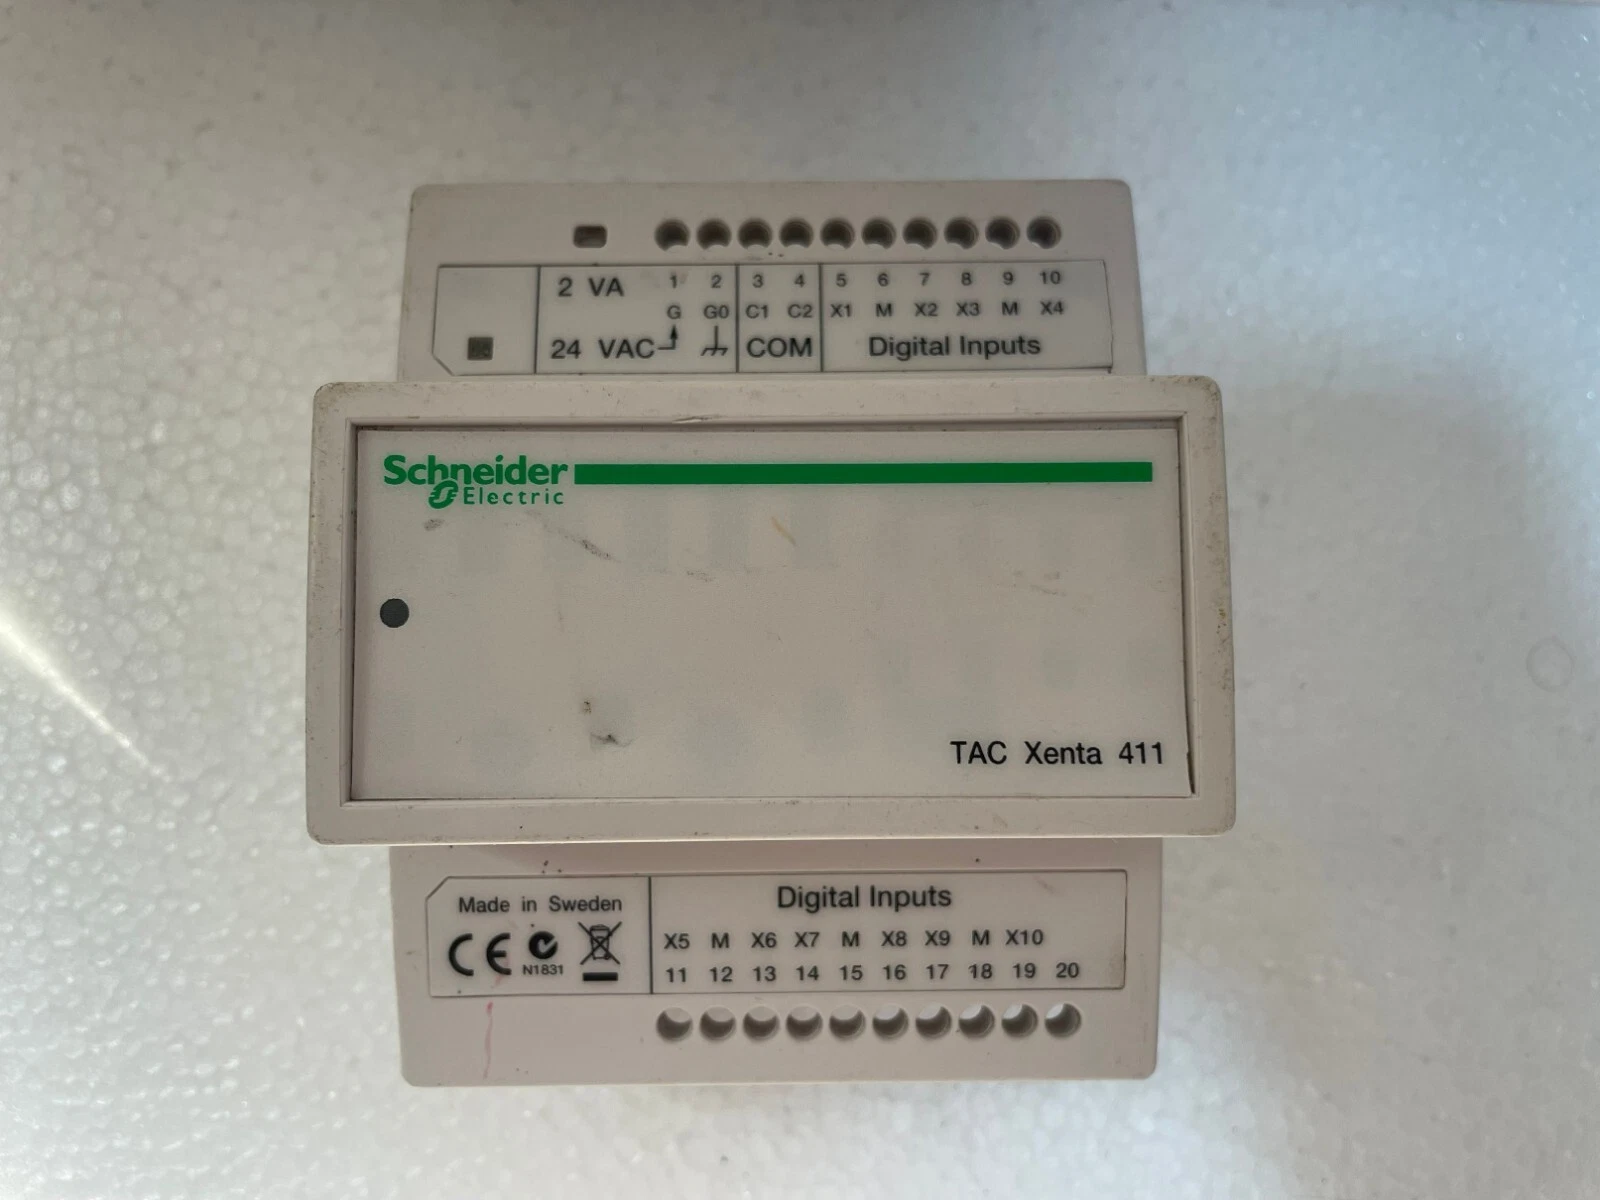 2 VA 1 2 3 4 5 6 7 8 9 10
G G0 C1 C2 X1 M X2 X3 M X4
24 VAC COM Digital Inputs
Schneider
Electric
TAC Xenta 411
Made in Sweden
CE N1831
Digital Inputs
X5 M X6 X7 M X8 X9 M X10
11 12 13 14 15 16 17 18 19 20